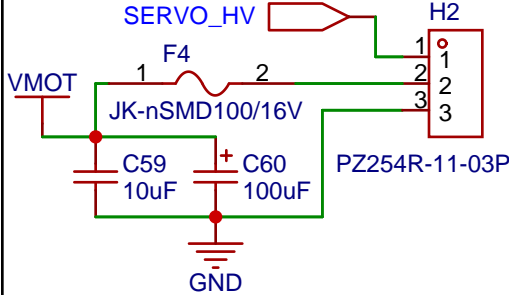 SERVO_HV
H2
F4
1
1
1
2
2
2
VMOT
JK-nSMD100/16V
3
3
C59
+
C60
PZ254R-11-03P
10uF
100uF
GND